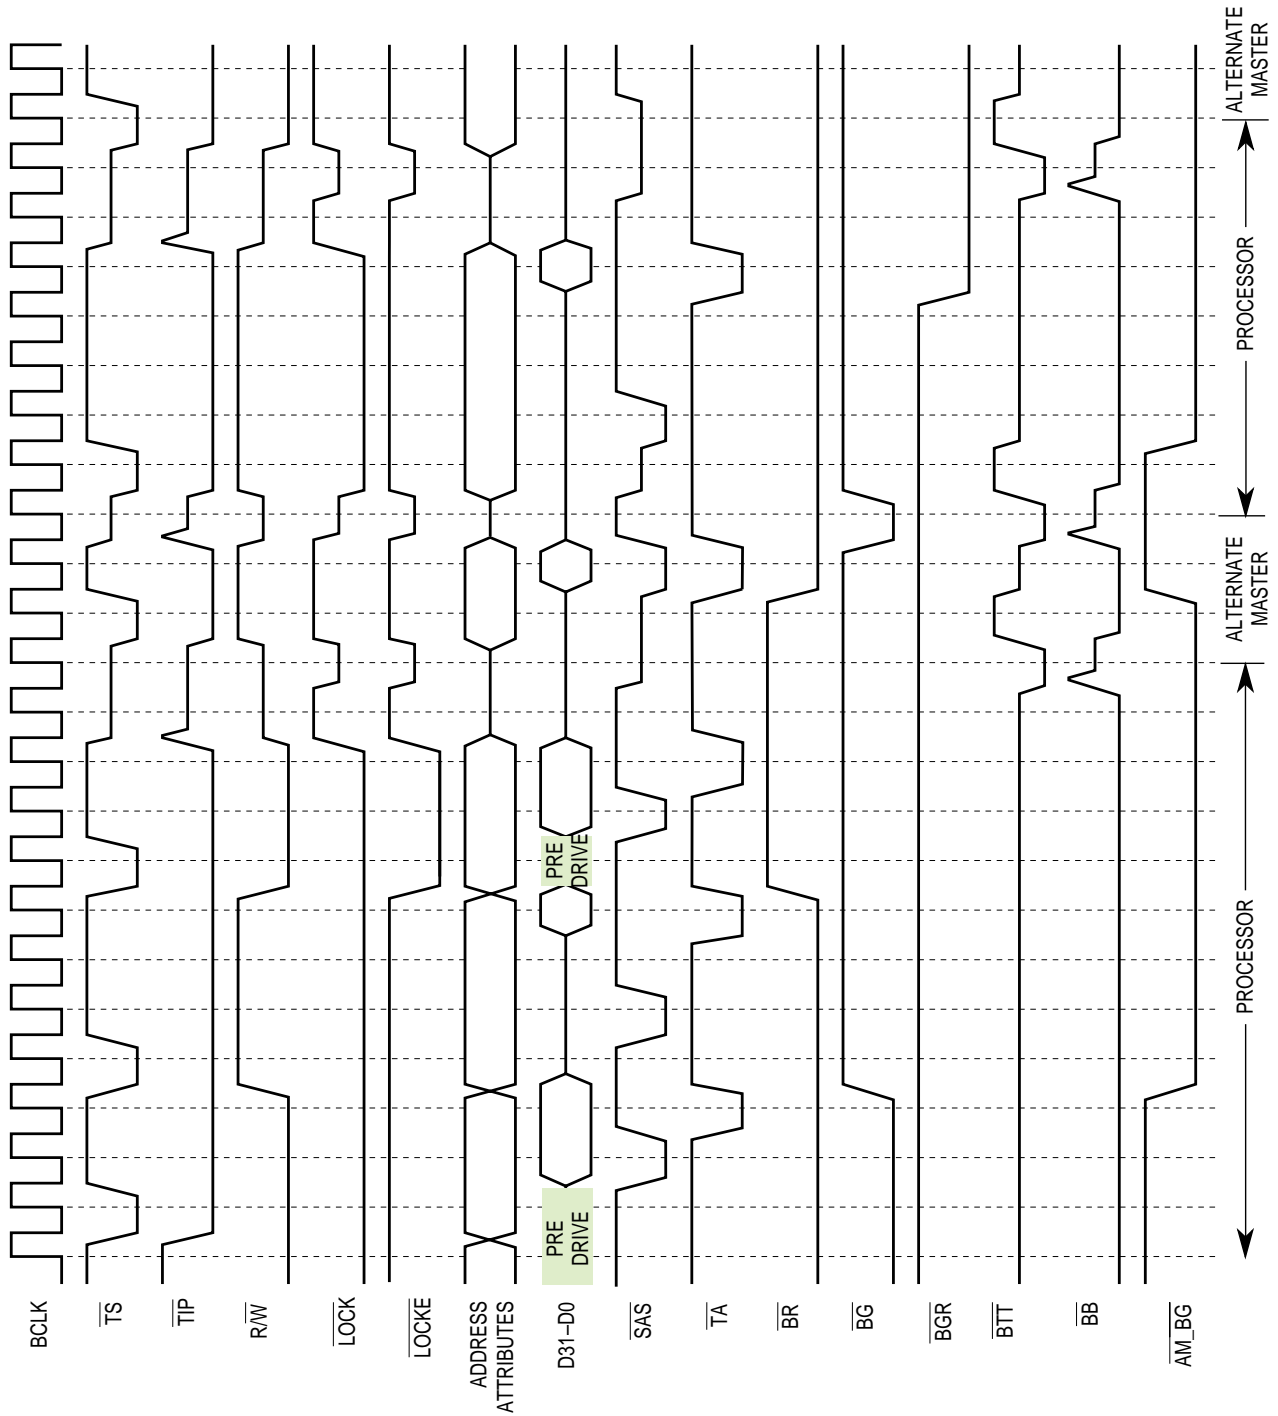 BCLK
TS
TIP
R/W
LOCK
LOCKE
ADDRESS
ATTRIBUTES
D31–D0
SAS
TA
BR
BG
BGR
BTT
BB
AM_BG
PRE
DRIVE
PRE
DRIVE
PROCESSOR
ALTERNATE
MASTER
PROCESSOR
ALTERNATE
MASTER